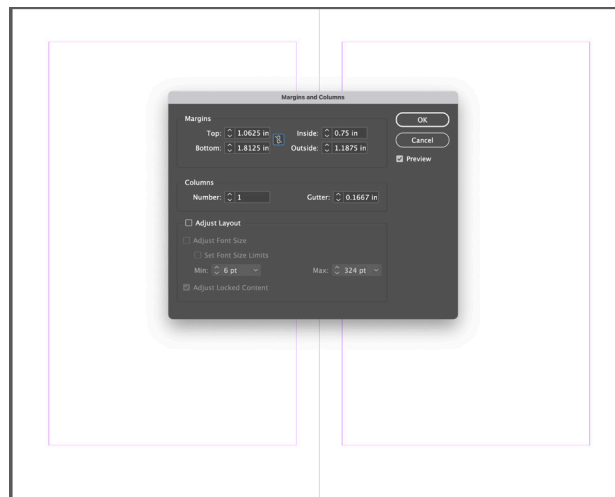 Margins and Columns
Margins
Top: 1.0625 in Inside: 0.75 in
Bottom: 1.8125 in Outside: 1.1875 in
OK
Cancel
Preview
Columns
Number: 1 Gutter: 0.1667 in
Adjust Layout
Adjust Font Size
Set Font Size Limits
Min: 6 pt Max: 324 pt
Adjust Locked Content